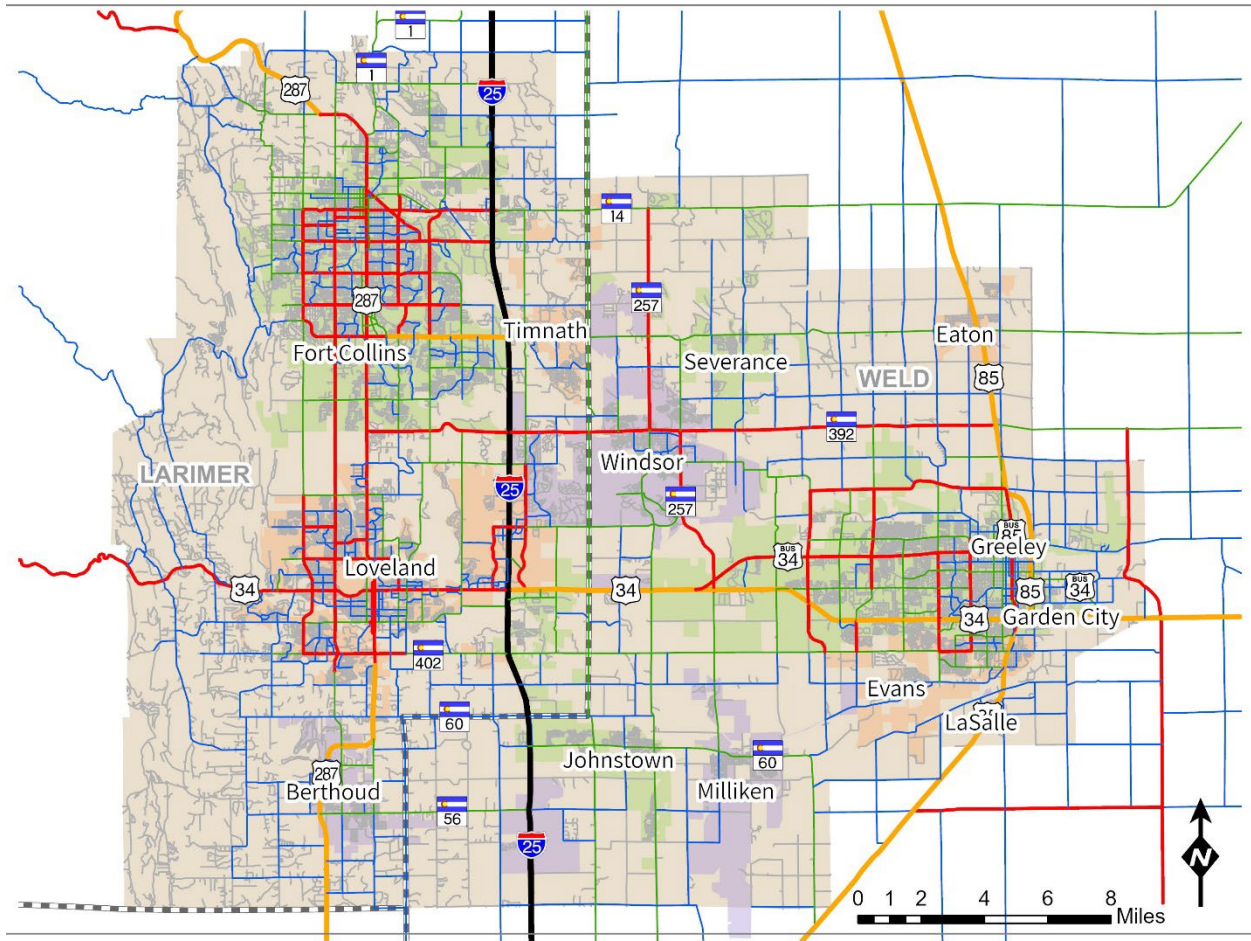 1
1
287
25
14
287
257
Timnath
Fort Collins
Eaton
Severance
85
WELD
392
LARIMER
Windsor
25
257
BUS
85
BUS
34
Greeley
Loveland
34
34
85
BUS
34
34
Garden City
402
Evans
60
LaSalle
Johnstown
60
287
Berthoud
Milliken
56
25
N
0 1 2 4 6 8
Miles